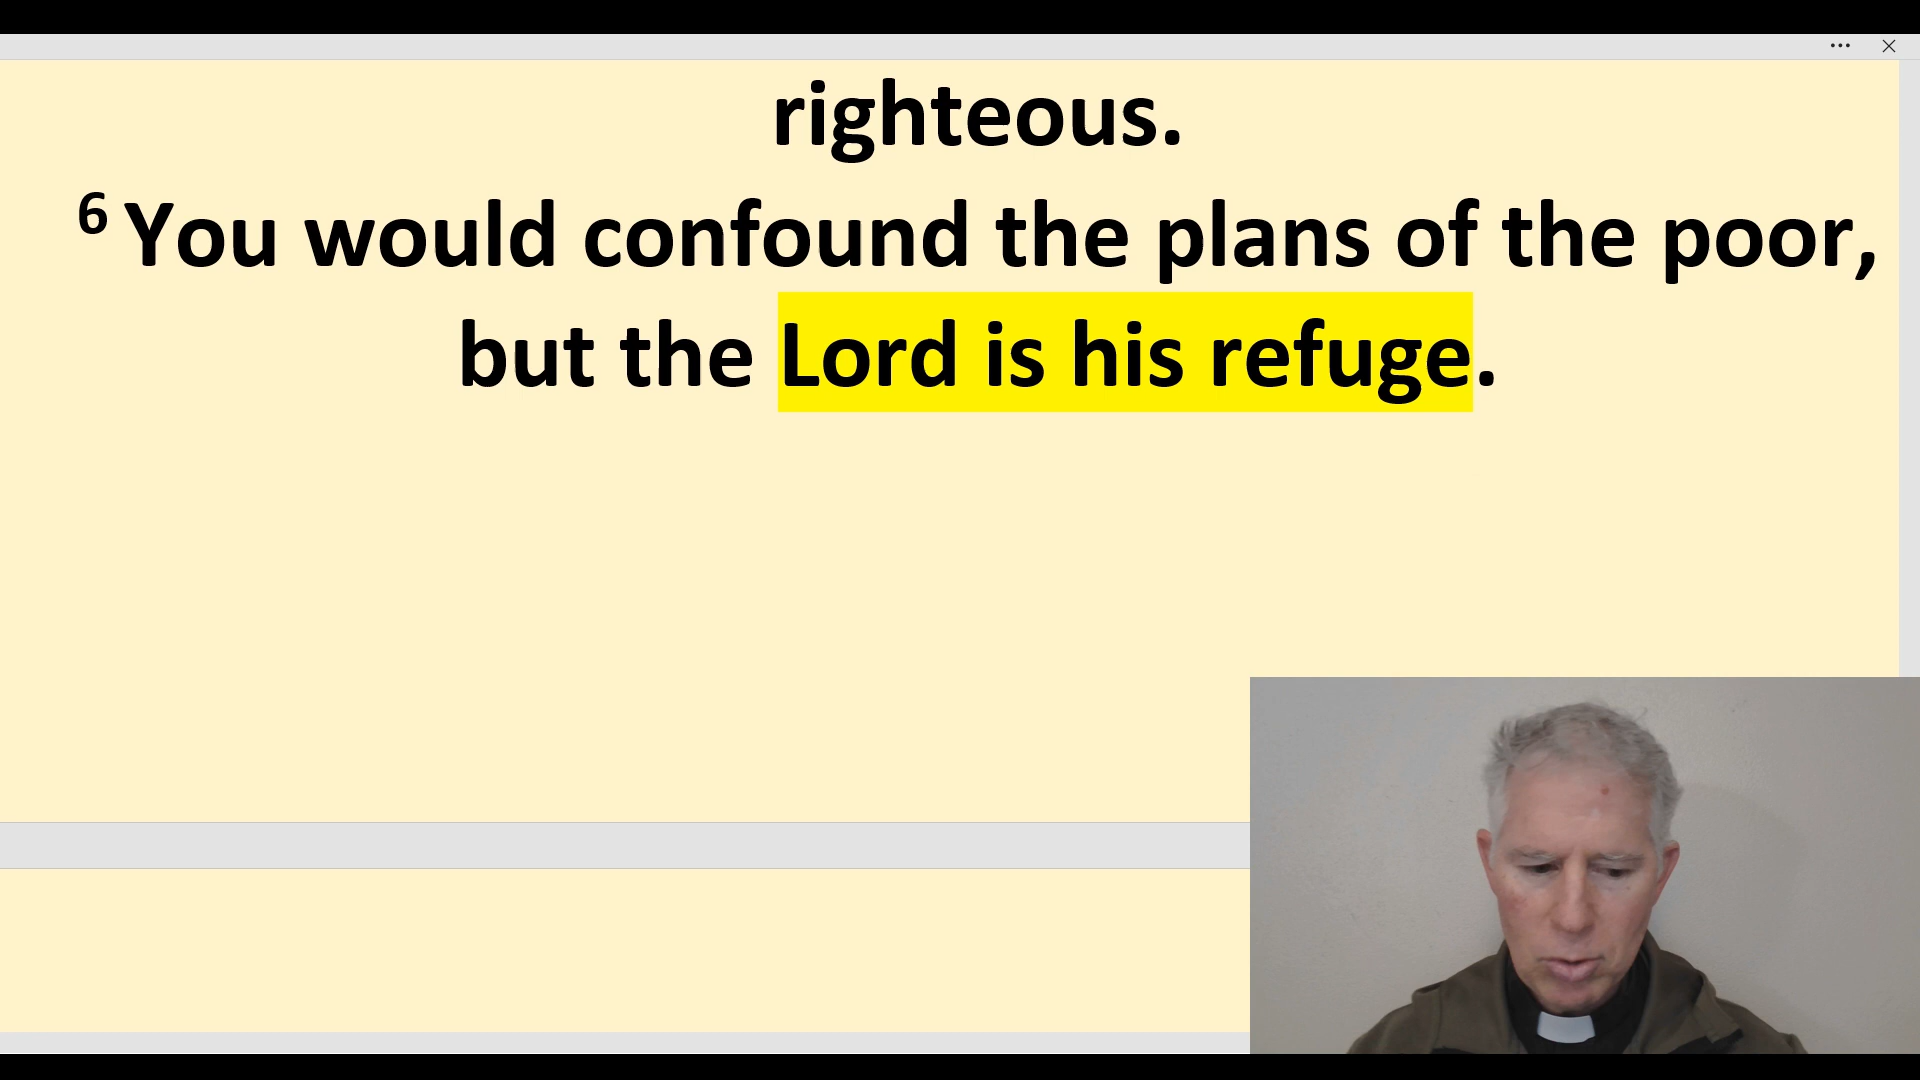 righteous.
6 You would confound the plans of the poor,
but the Lord is his refuge.